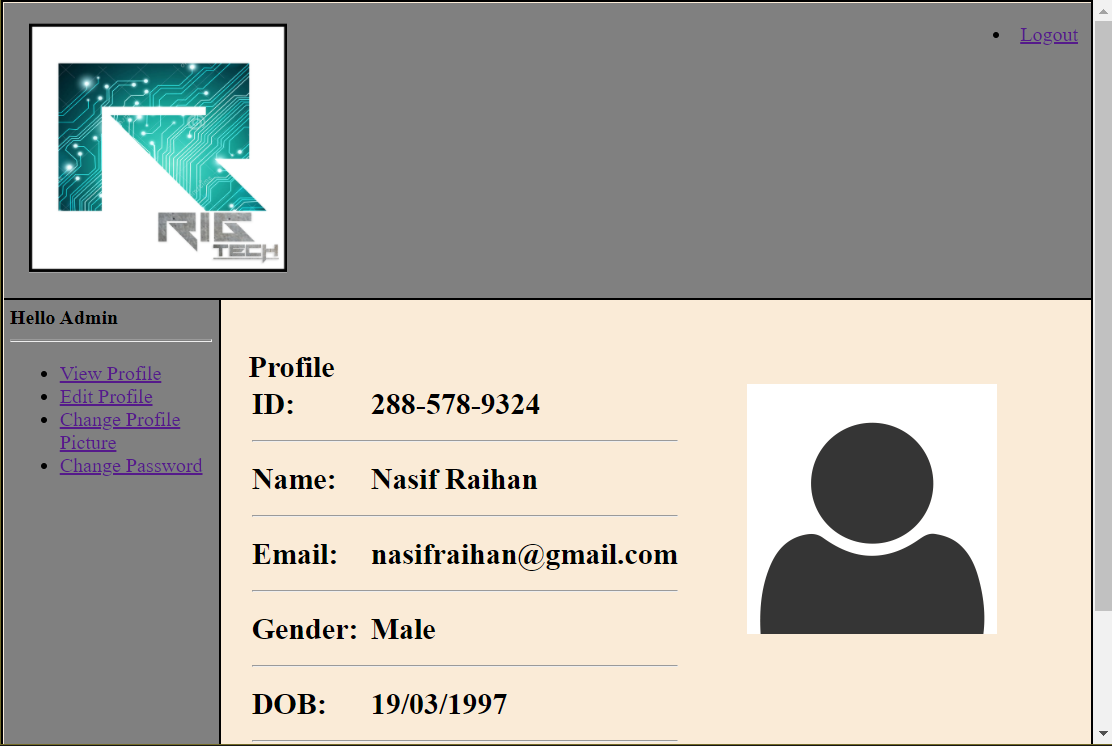 RIG
TECH
Logout
Hello Admin
View Profile
Edit Profile
Change Profile
Picture
Change Password
Profile
ID: 288-578-9324
Name: Nasif Raihan
Email: nasifraihan@gmail.com
Gender: Male
DOB: 19/03/1997